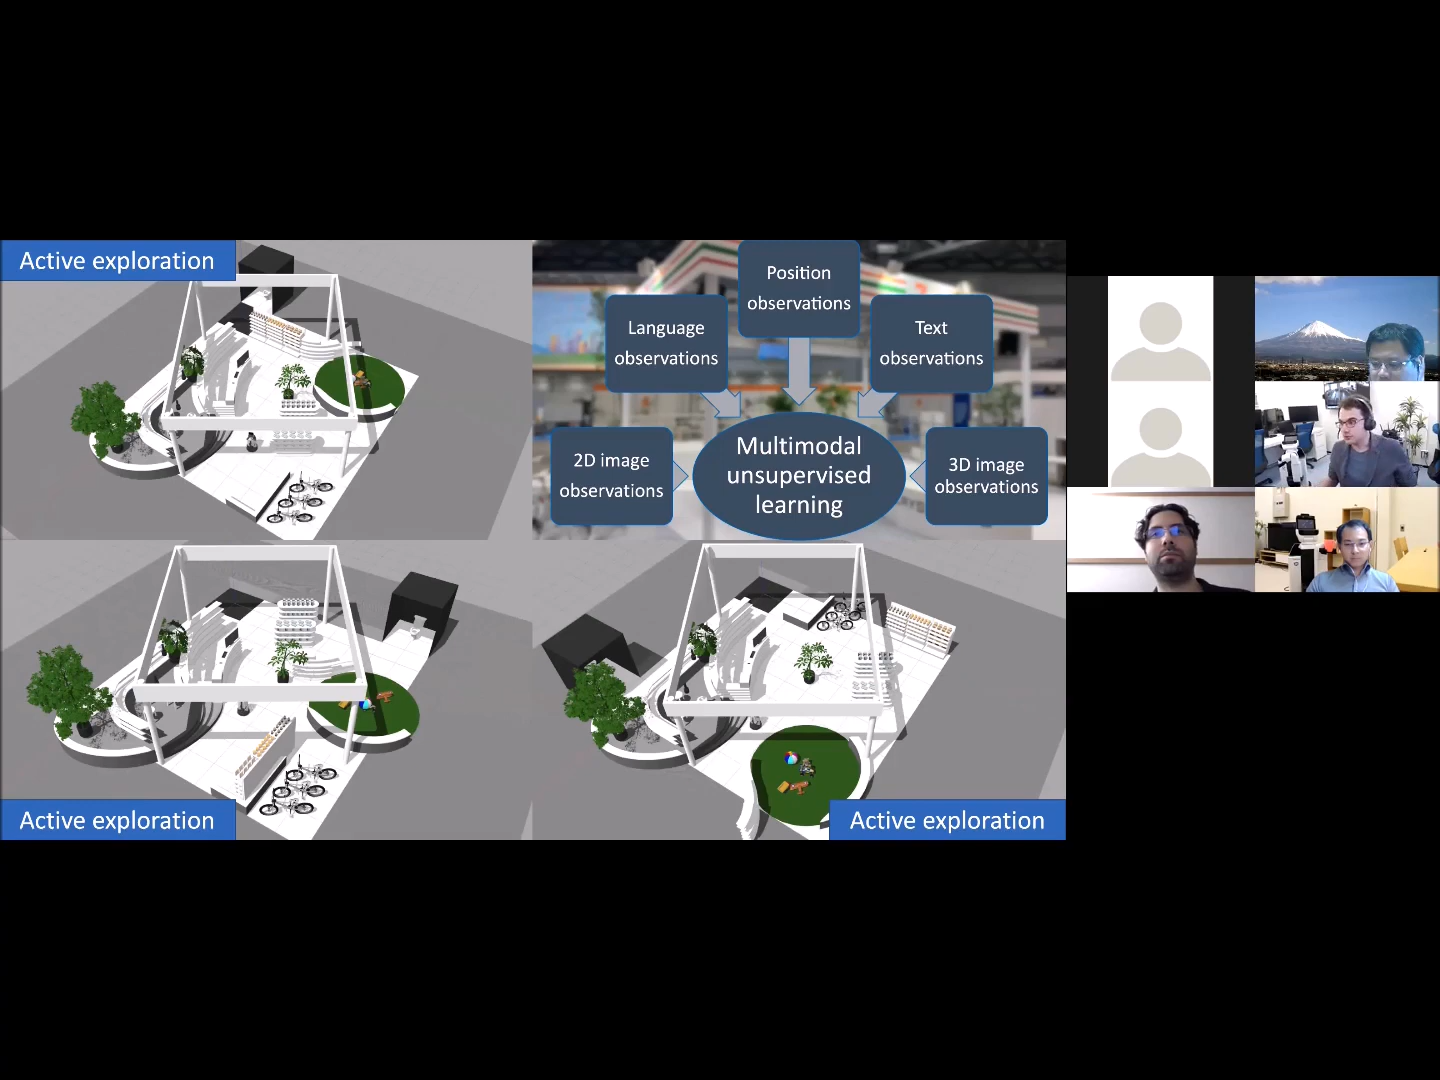 Active exploration
Position
observations
Language
observations
Text
observations
2D image
observations
Multimodal
unsupervised
learning
3D image
observations
Active exploration
Active exploration